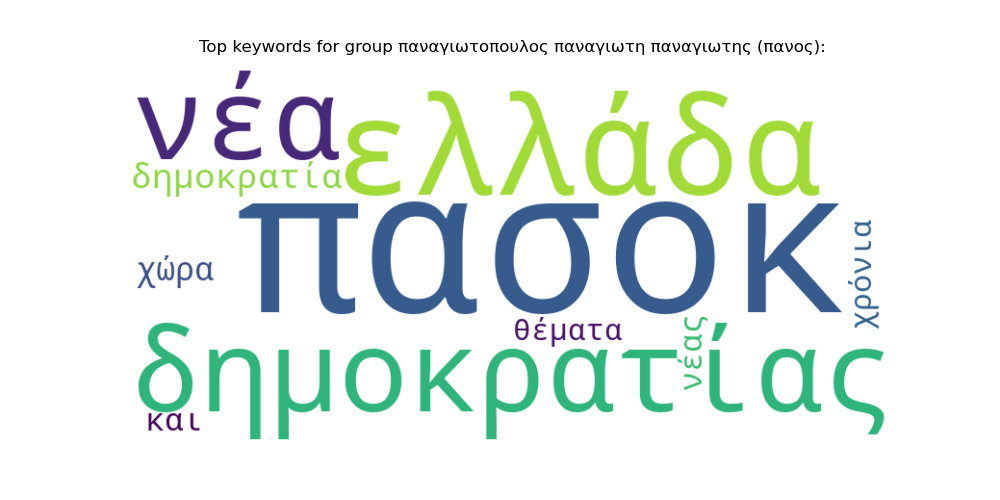 Top keywords for group παναγιωτοπουλος παναγιωτη παναγιωτης (πανος):
νέα
ελλάδα
δημοκρατία
πασοκ
χώρα
χρόνια
θέματα
νέας
δημοκρατίας
και